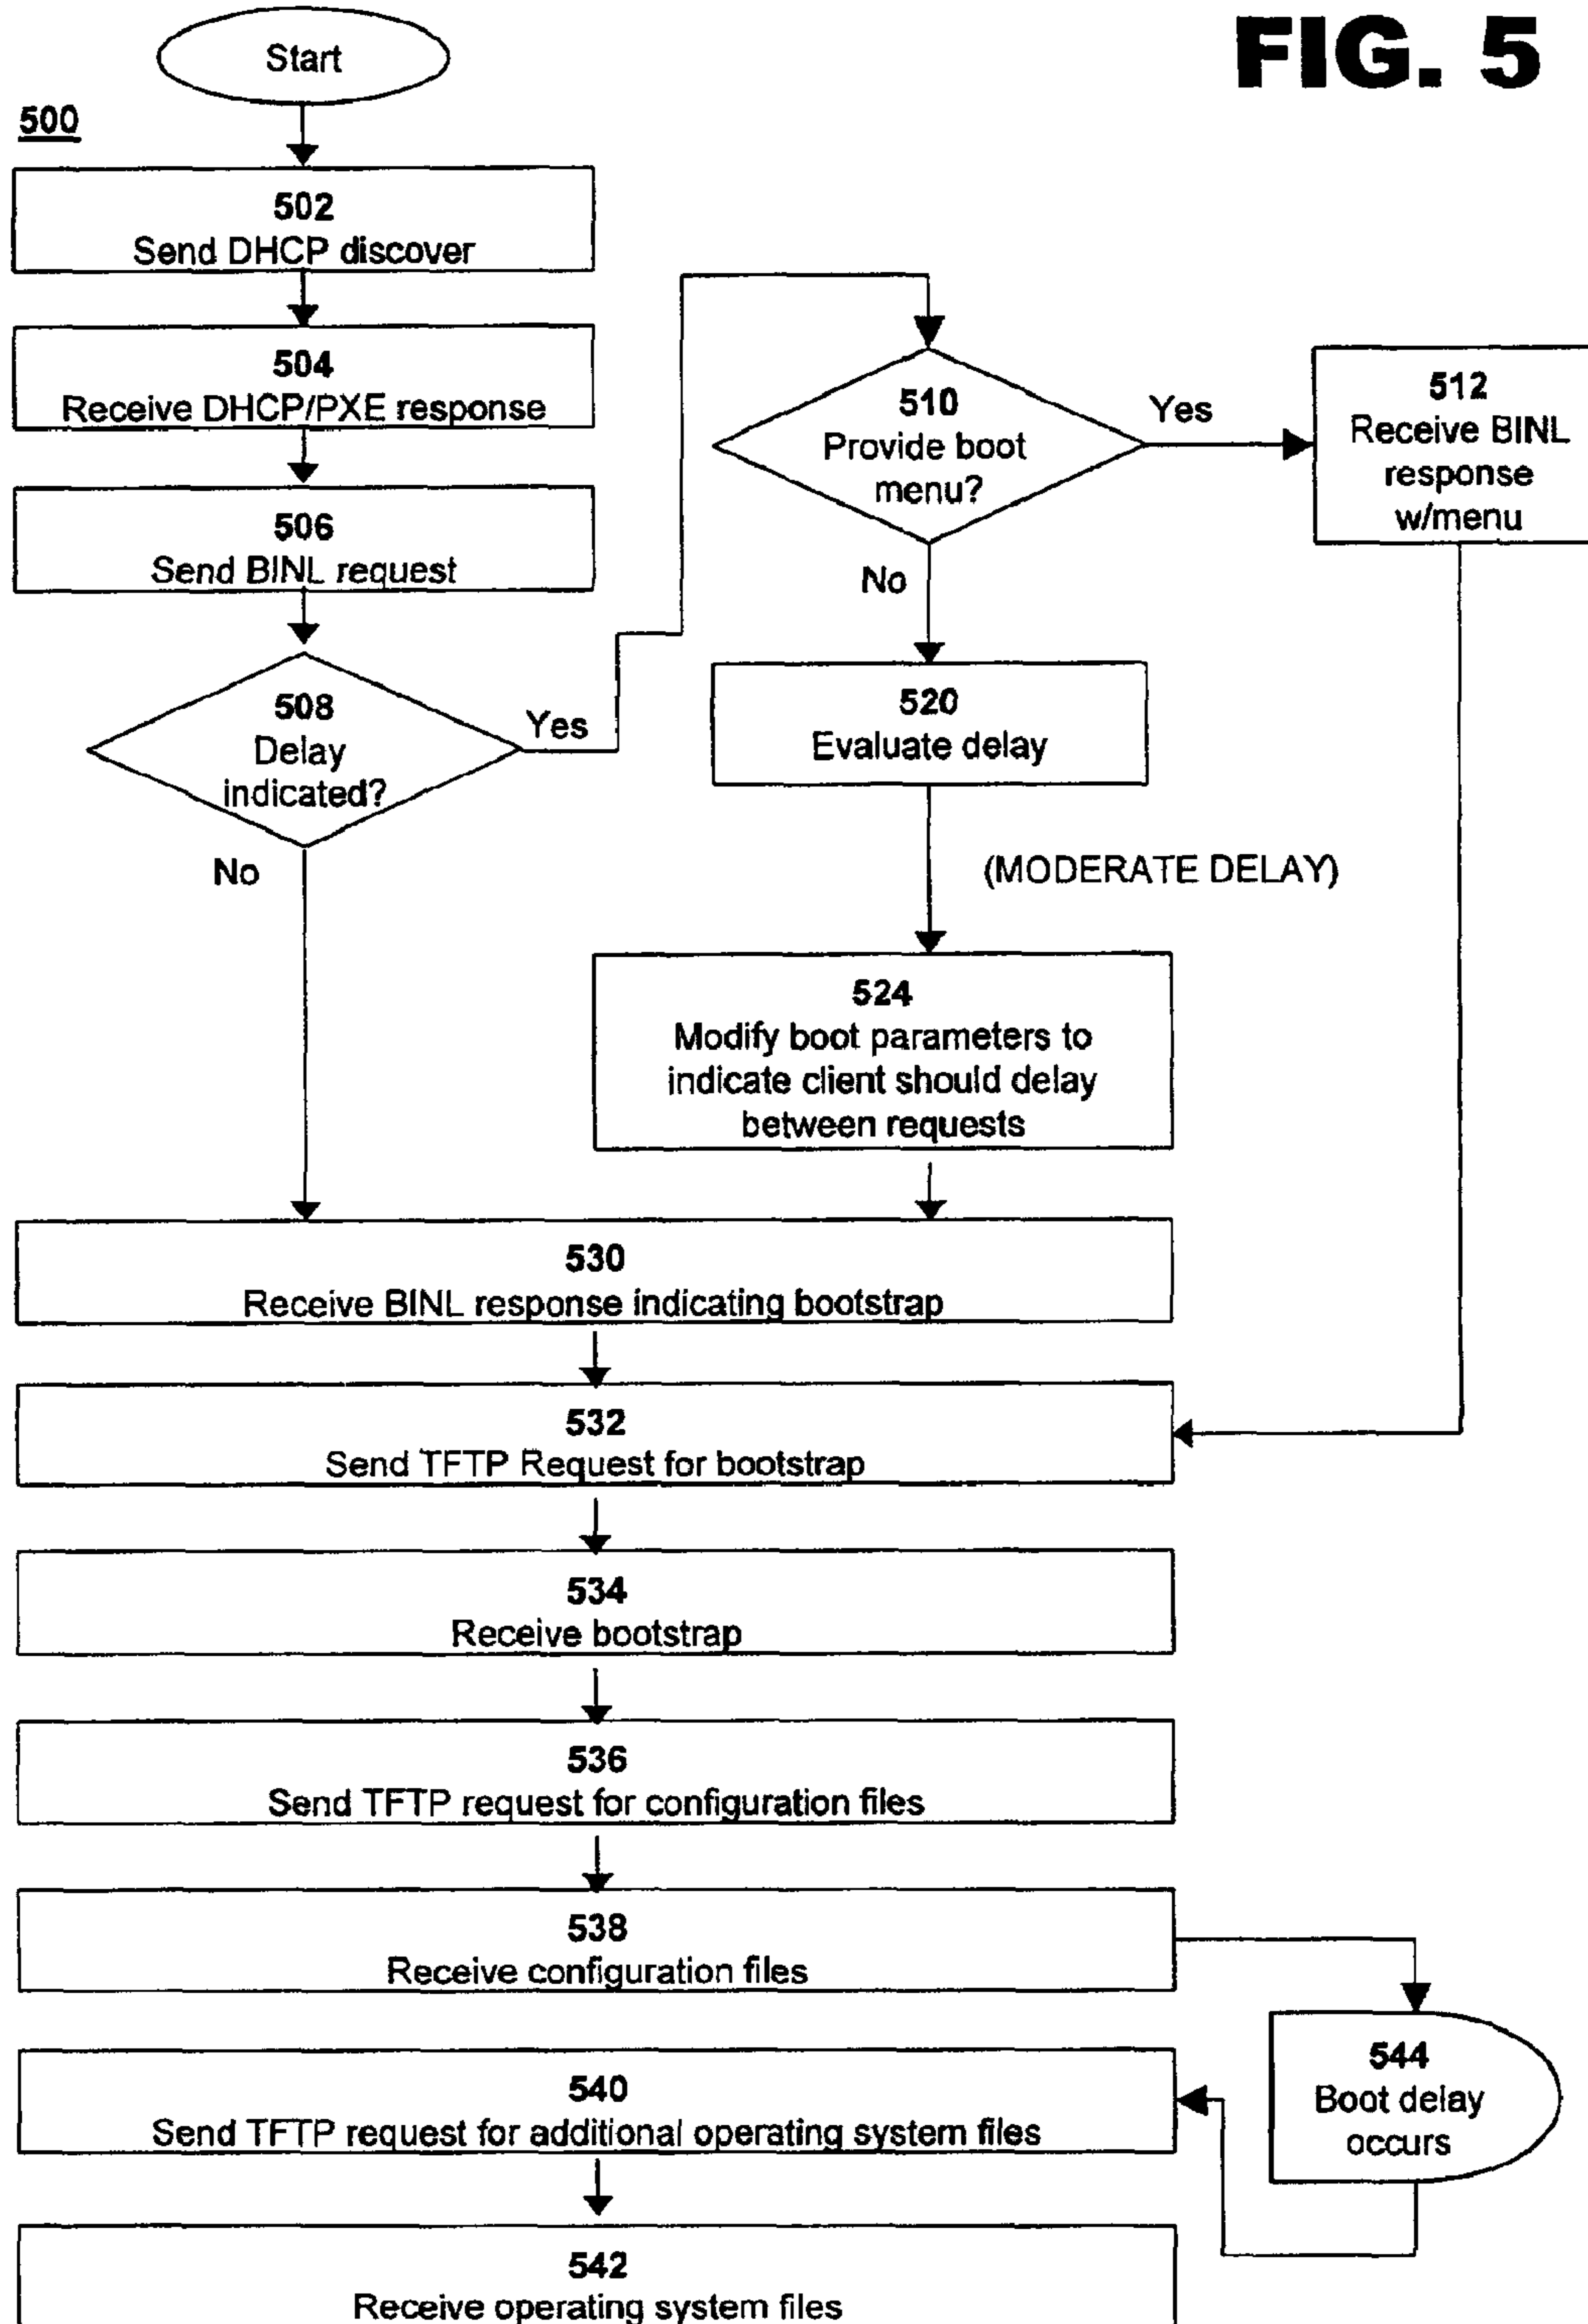 FIG. 5
Start
500
502
Send DHCP discover
504
Receive DHCP/PXE response
506
Send BINL request
508
Delay
indicated?
Yes
No
510
Provide boot
menu?
Yes
No
512
Receive BINL
response
w/menu
520
Evaluate delay
(MODERATE DELAY)
524
Modify boot parameters to
indicate client should delay
between requests
530
Receive BINL response indicating bootstrap
532
Send TFTP Request for bootstrap
534
Receive bootstrap
536
Send TFTP request for configuration files
538
Receive configuration files
544
Boot delay
occurs
540
Send TFTP request for additional operating system files
542
Receive operating system files